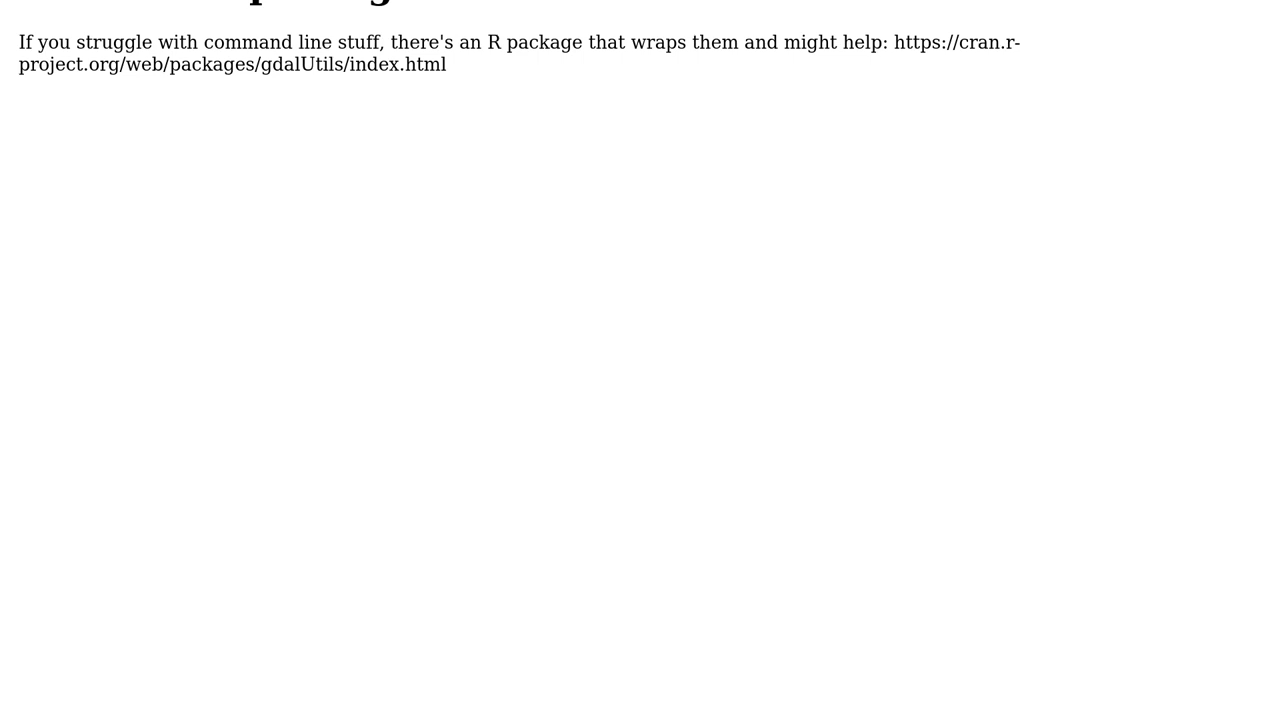 If you struggle with command line stuff, there's an R package that wraps them and might help: https://cran.r-
project.org/web/packages/gdalUtils/index.html